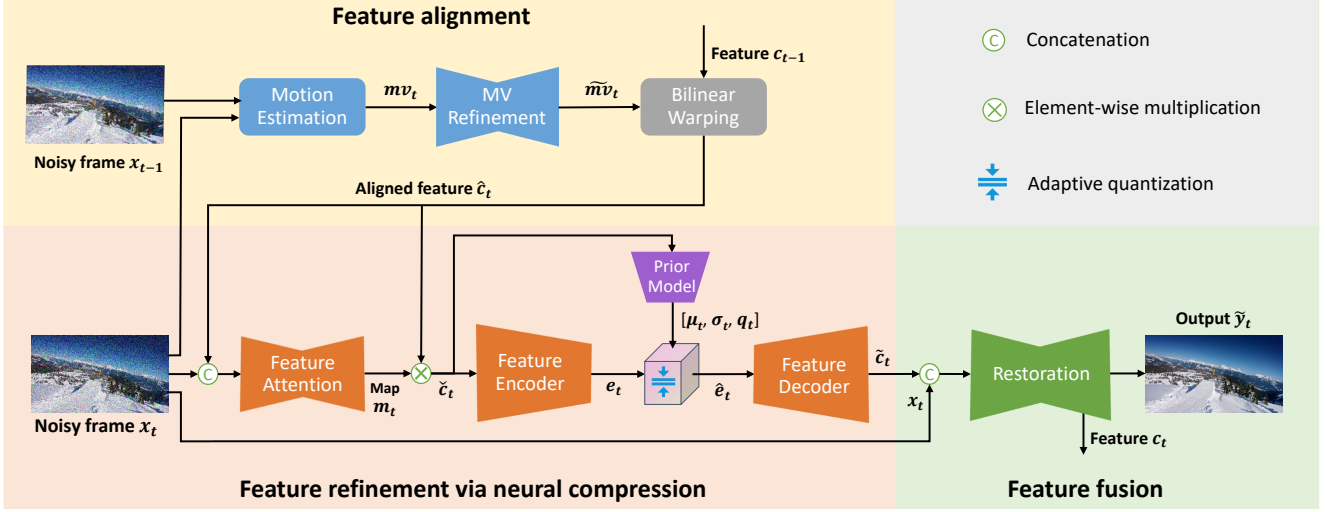 Feature alignment
Feature c_{t-1}
Motion
Estimation
mv_t
MV
Refinement
\widetilde{mv}_t
Bilinear
Warping
Noisy frame x_{t-1}
Aligned feature ĉ_t
C Concatenation
Element-wise multiplication
Adaptive quantization
Prior
Model
[μ_t, σ_t, q_t]
C
Feature
Attention
Map
m_t
č_t
Feature
Encoder
e_t
ê_t
Feature
Decoder
c̃_t
x_t
C
Restoration
Output ỹ_t
Noisy frame x_t
Feature c_t
Feature refinement via neural compression
Feature fusion